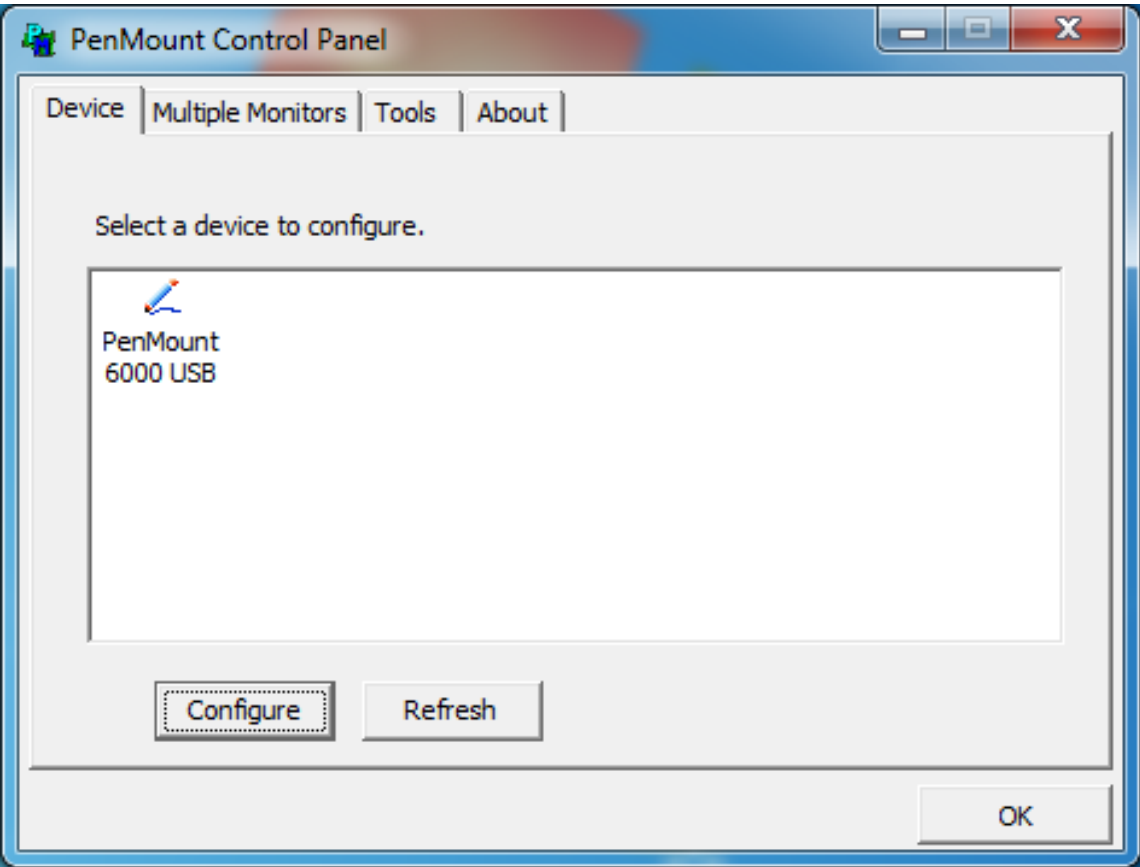 PenMount Control Panel
Device Multiple Monitors Tools About
Select a device to configure.
PenMount
6000 USB
Configure Refresh
OK